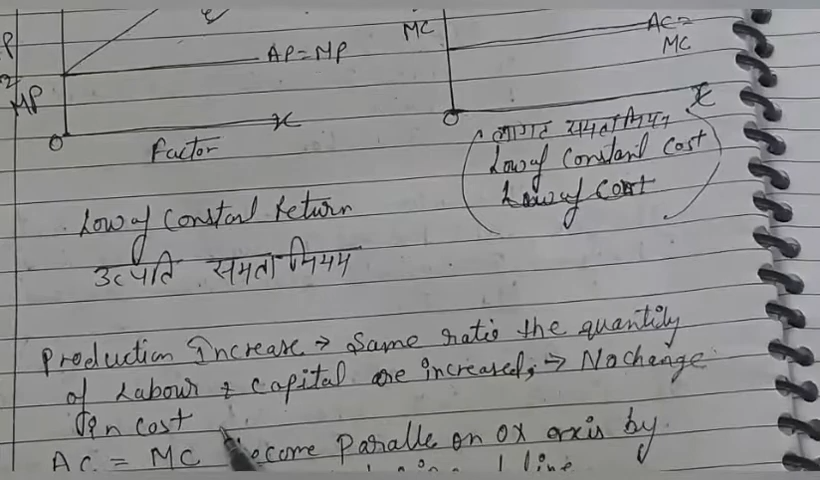 P
MP
AP=MP
O
Factor
x
MC
AC=
MC
O
x
लागत समता नियम
Low of Constant Cost
Low of Cost
Low of Constant Return
उत्पति समता नियम
Production Increase → Same ratio the quantity
of Labour & capital are increased, → No change
in cost
AC = MC become Paralle on OX axis by
line